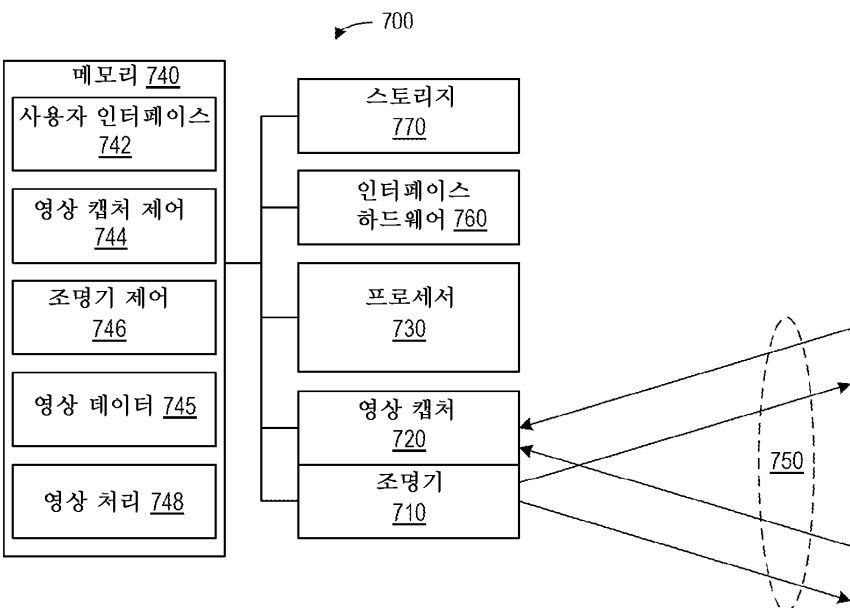 700
메모리 740
사용자 인터페이스
742
영상 캡처 제어
744
조명기 제어
746
영상 데이터 745
영상 처리 748
스토리지
770
인터페이스
하드웨어 760
프로세서
730
영상 캡처
720
조명기
710
750